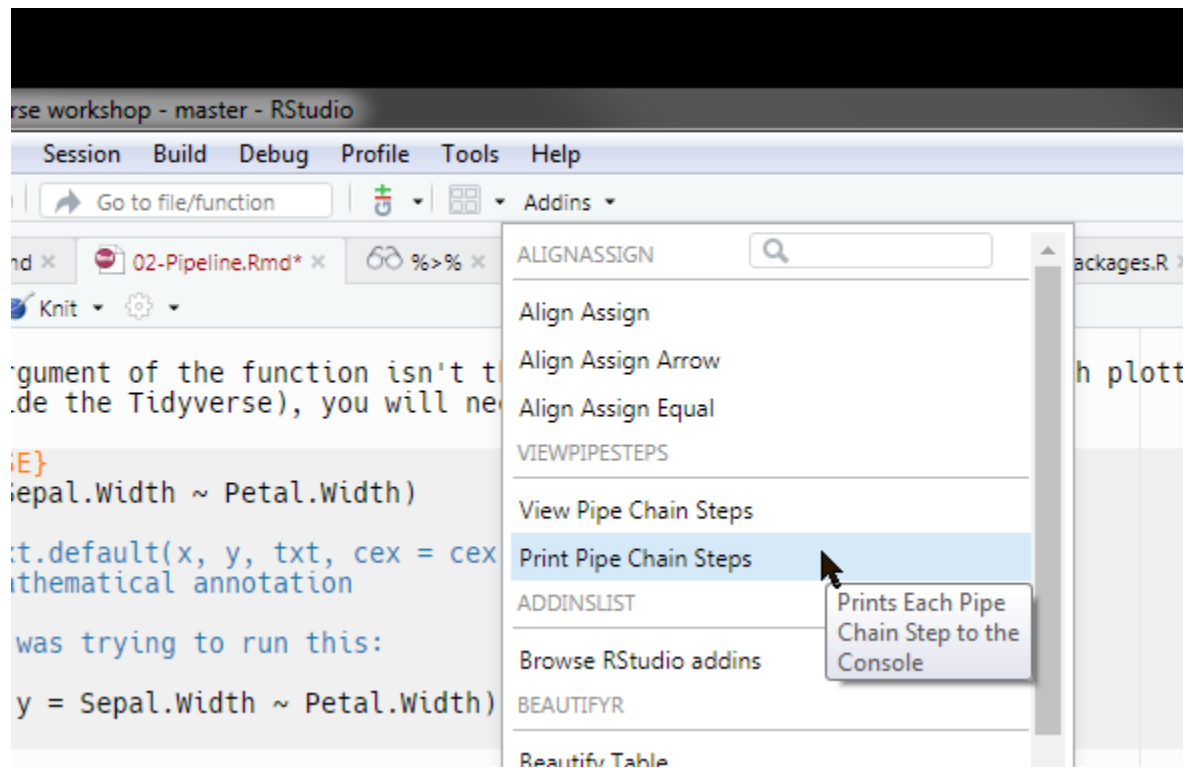 workshop - master - RStudio
Session Build Debug Profile Tools Help
Go to file/function Addins
02-Pipeline.Rmd* %>% ackages.R
Knit
ALIGNASSIGN
Align Assign
Align Assign Arrow
Align Assign Equal
VIEWPIPESTEPS
View Pipe Chain Steps
Print Pipe Chain Steps
ADDINSLIST
Browse RStudio addins
BEAUTIFYR
Beautify Table
Prints Each Pipe
Chain Step to the
Console
gument of the function isn't t h plott
de the Tidyverse), you will ne
E}
Sepal.Width ~ Petal.Width)
xt.default(x, y, txt, cex = cex
thematical annotation
was trying to run this:
y = Sepal.Width ~ Petal.Width)